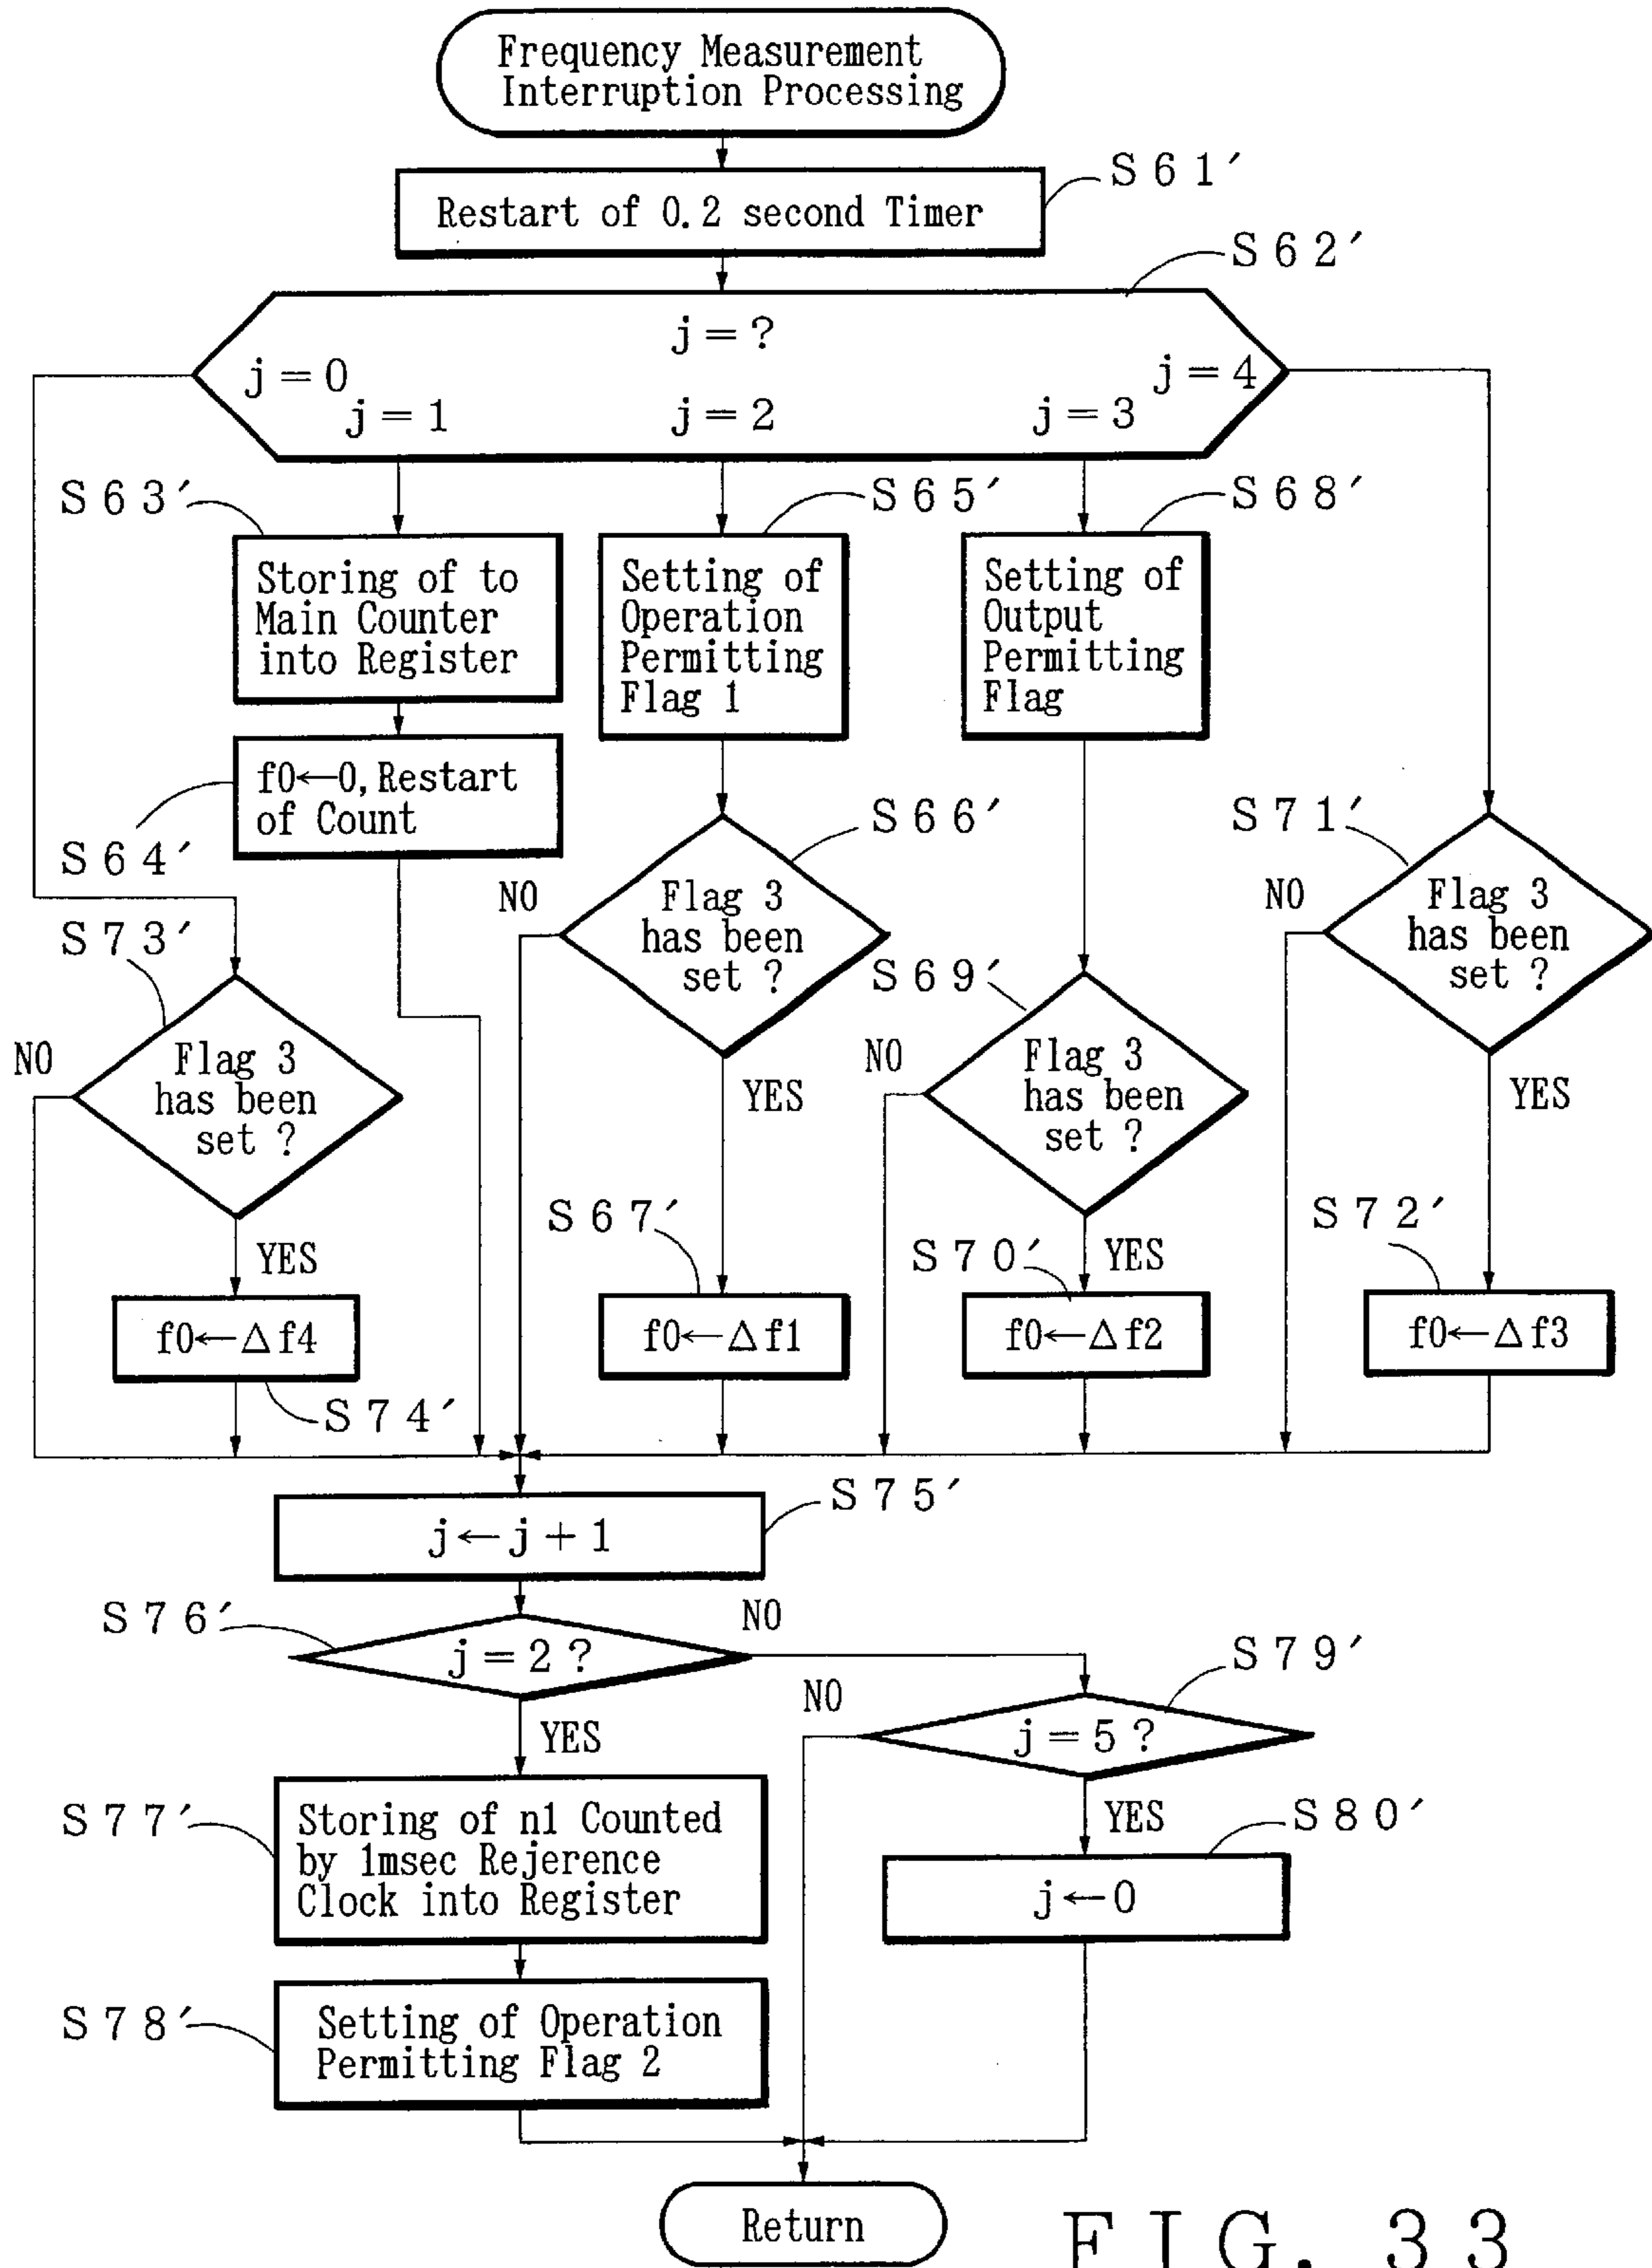 Frequency Measurement
Interruption Processing
S61′
Restart of 0.2 second Timer
S62′
j=?
j=0
j=4
j=1
j=2
j=3
S63′
S65′
S68′
Storing of to
Main Counter
into Register
Setting of
Operation
Permitting
Flag 1
Setting of
Output
Permitting
Flag
f0←0, Restart
of Count
S64′
S66′
S71′
NO
Flag 3
has been
set ?
NO
Flag 3
has been
set ?
S73′
S69′
NO
Flag 3
has been
set ?
YES
NO
Flag 3
has been
set ?
YES
S67′
S72′
YES
S70′
YES
f0←Δf4
f0←Δf1
f0←Δf2
f0←Δf3
S74′
S75′
j←j+1
S76′
NO
j=2?
S79′
YES
NO
j=5?
S77′
Storing of n1 Counted
by 1msec Rejerence
Clock into Register
YES
S80′
j←0
S78′
Setting of Operation
Permitting Flag 2
Return
FIG. 33